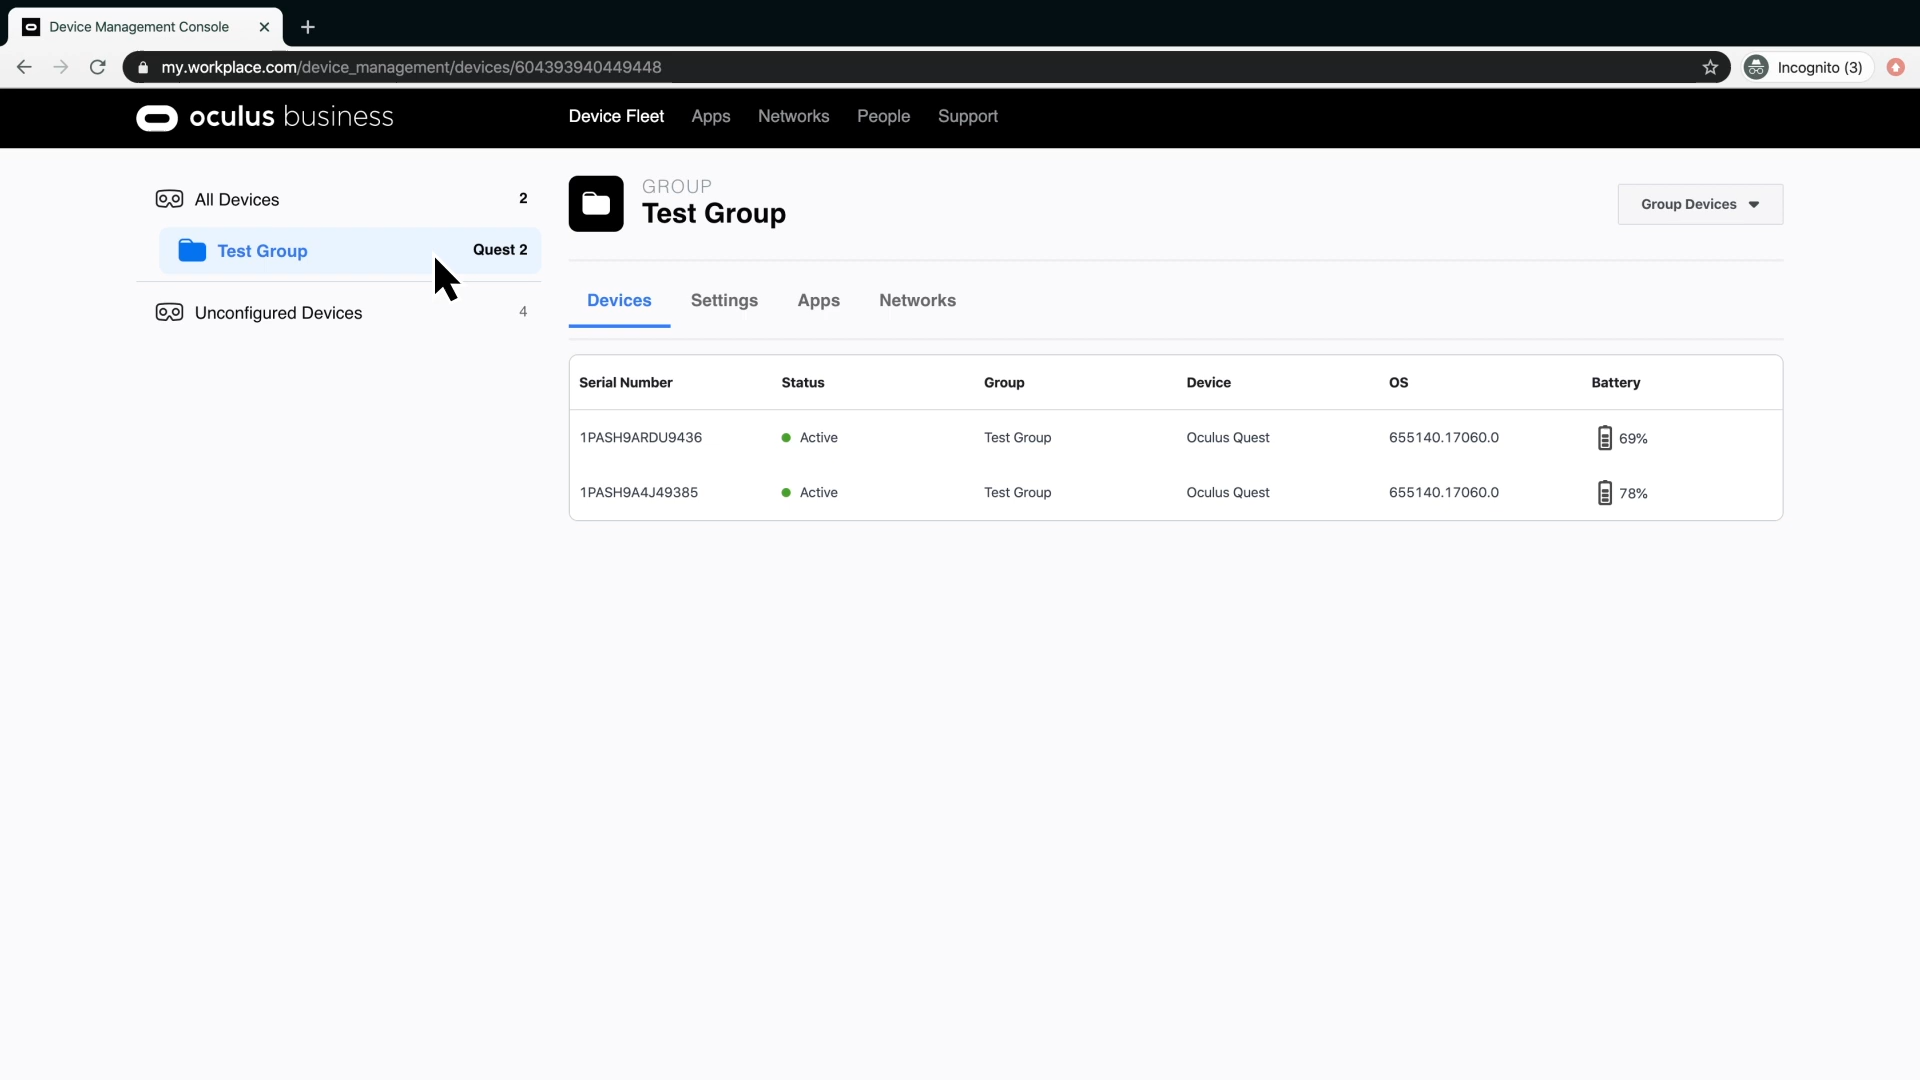 Device Management Console
my.workplace.com/device_management/devices/604393940449448
Incognito (3)
oculus business
Device Fleet Apps Networks People Support
All Devices 2
Test Group Quest 2
Unconfigured Devices 4
GROUP
Test Group
Group Devices
Devices Settings Apps Networks
Serial Number Status Group Device OS Battery
1PASH9ARDU9436 Active Test Group Oculus Quest 655140.17060.0 69%
1PASH9A4J49385 Active Test Group Oculus Quest 655140.17060.0 78%